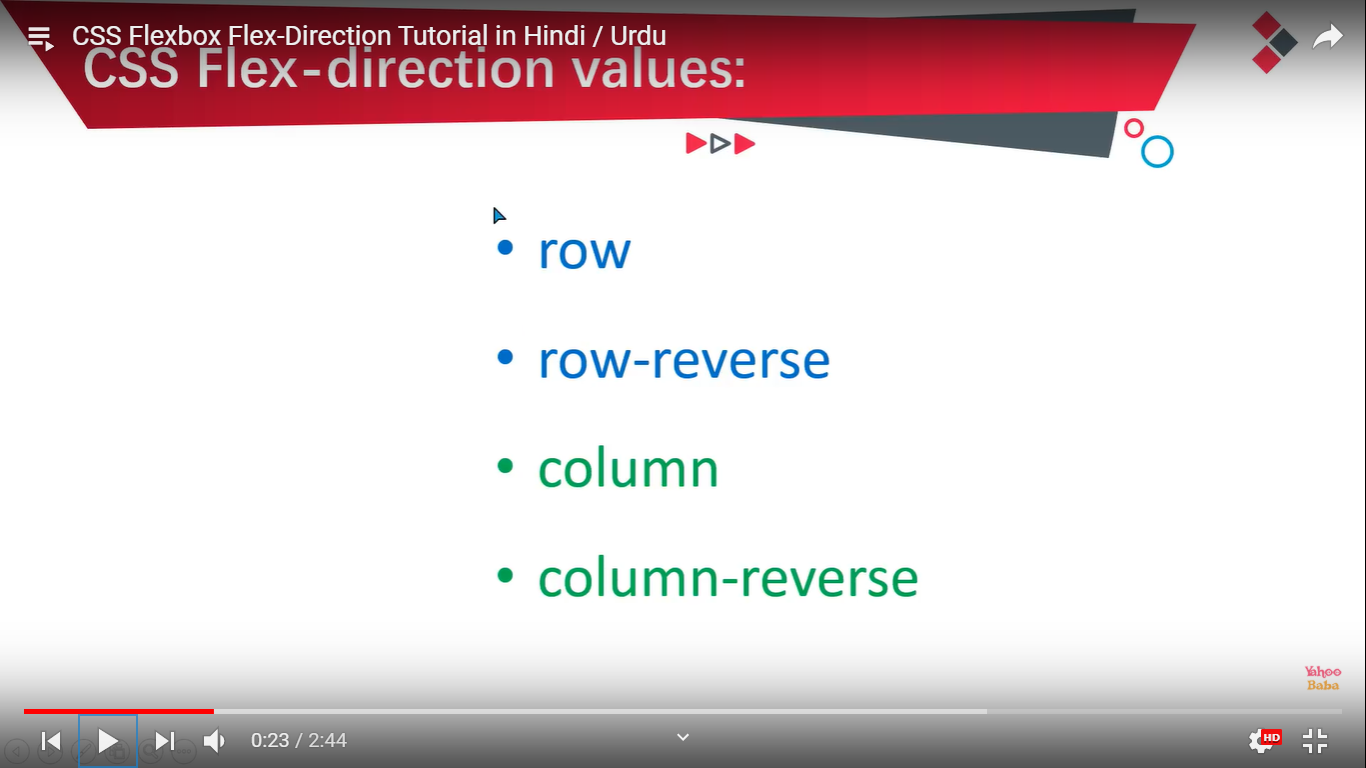 CSS Flexbox Flex-Direction Tutorial in Hindi / Urdu
CSS Flex-direction values:
• row
• row-reverse
• column
• column-reverse
Yahoo
Baba
0:23 / 2:44
HD